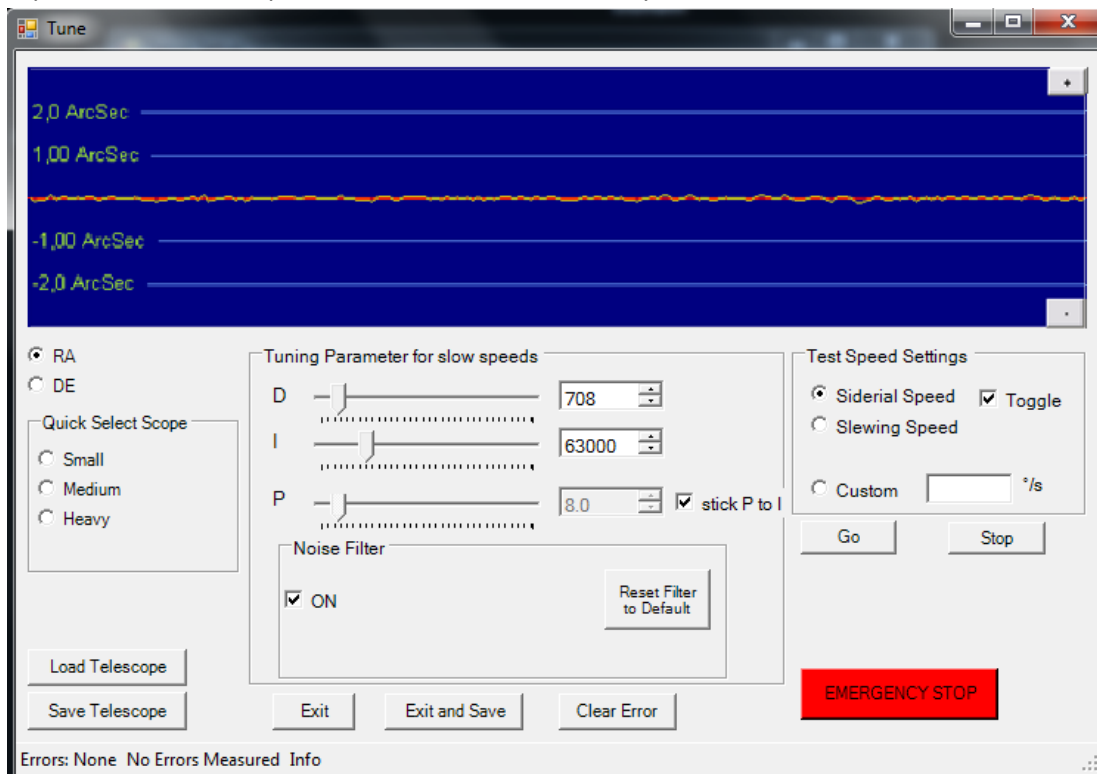 Tune
+
2,0 ArcSec
1,00 ArcSec
-1,00 ArcSec
-2,0 ArcSec
-
RA
DE
Quick Select Scope
Small
Medium
Heavy
Tuning Parameter for slow speeds
D 708
I 63000
P 8.0 stick P to I
Noise Filter
ON
Reset Filter
to Default
Test Speed Settings
Siderial Speed Toggle
Slewing Speed
Custom °/s
Go Stop
Load Telescope
Save Telescope
Exit Exit and Save Clear Error
EMERGENCY STOP
Errors: None No Errors Measured Info